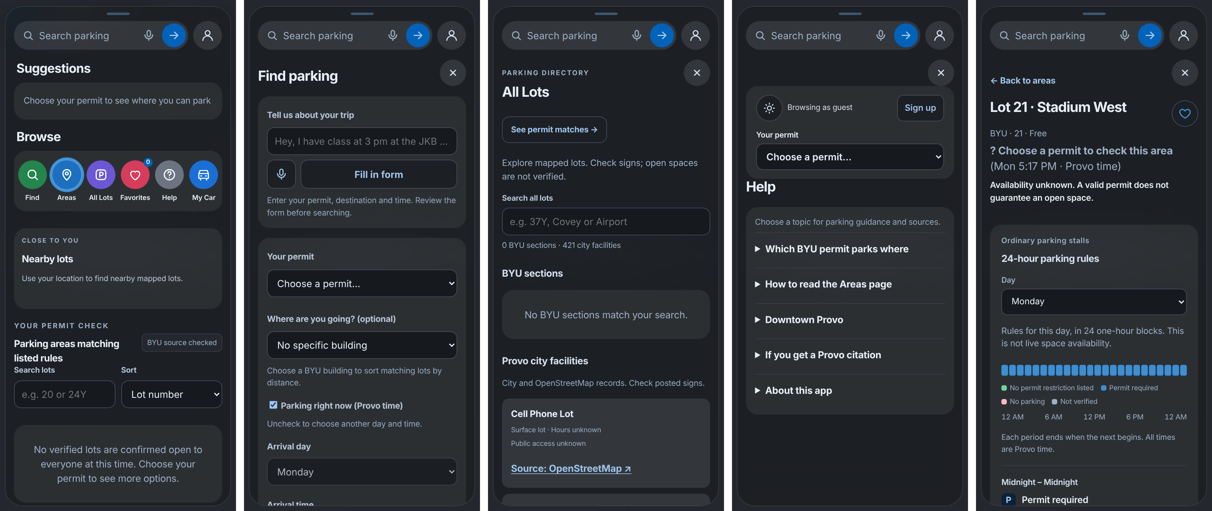 Search parking
Suggestions
Choose your permit to see where you can park
Browse
0
Find
Areas
All Lots
Favorites
Help
My Car
CLOSE TO YOU
Nearby lots
Use your location to find nearby mapped lots.
YOUR PERMIT CHECK
Parking areas matching
listed rules
BYU source checked
Search lots
Sort
e.g. 20 or 24Y
Lot number
No verified lots are confirmed open to
everyone at this time. Choose your
permit to see more options.
Search parking
Find parking
Tell us about your trip
Hey, I have class at 3 pm at the JKB ...
Fill in form
Enter your permit, destination and time. Review the
form before searching.
Your permit
Choose a permit...
Where are you going? (optional)
No specific building
Choose a BYU building to sort matching lots by
distance.
Parking right now (Provo time)
Uncheck to choose another day and time.
Arrival day
Monday
Arrival time
Search parking
PARKING DIRECTORY
All Lots
See permit matches →
Explore mapped lots. Check signs; open spaces
are not verified.
Search all lots
e.g. 37Y, Covey or Airport
0 BYU sections · 421 city facilities
BYU sections
No BYU sections match your search.
Provo city facilities
City and OpenStreetMap records. Check posted signs.
Cell Phone Lot
Surface lot · Hours unknown
Public access unknown
Source: OpenStreetMap ↗
Search parking
Browsing as guest
Sign up
Your permit
Choose a permit...
Help
Choose a topic for parking guidance and sources.
Which BYU permit parks where
How to read the Areas page
Downtown Provo
If you get a Provo citation
About this app
Search parking
← Back to areas
Lot 21 · Stadium West
BYU · 21 · Free
? Choose a permit to check this area
(Mon 5:17 PM · Provo time)
Availability unknown. A valid permit does not
guarantee an open space.
Ordinary parking stalls
24-hour parking rules
Day
Monday
Rules for this day, in 24 one-hour blocks. This
is not live space availability.
No permit restriction listed
Permit required
No parking
Not verified
12 AM
6 AM
12 PM
6 PM
12 AM
Each period ends when the next begins. All times
are Provo time.
Midnight – Midnight
P
Permit required